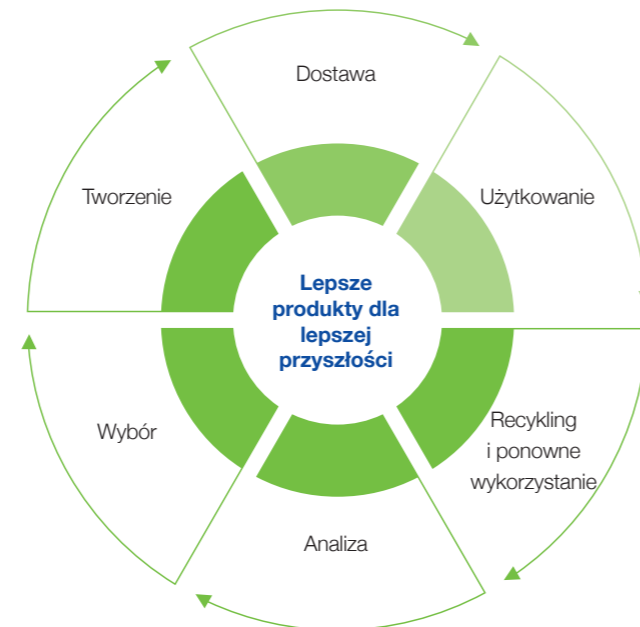 Dostawa
Tworzenie
Użytkowanie
Lepsze
produkty dla
lepszej
przyszłości
Wybór
Recykling
i ponowne
wykorzystanie
Analiza